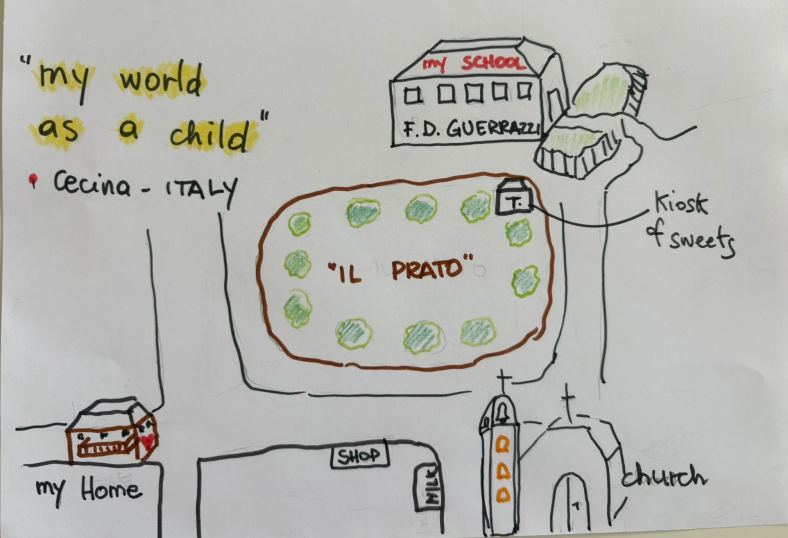 "my world
as a child"
Cecina - ITALY
my SCHOOL
F.D. GUERRAZZI
T.
Kiosk
of sweets
"IL PRATO"
SHOP
MILK
my Home
church